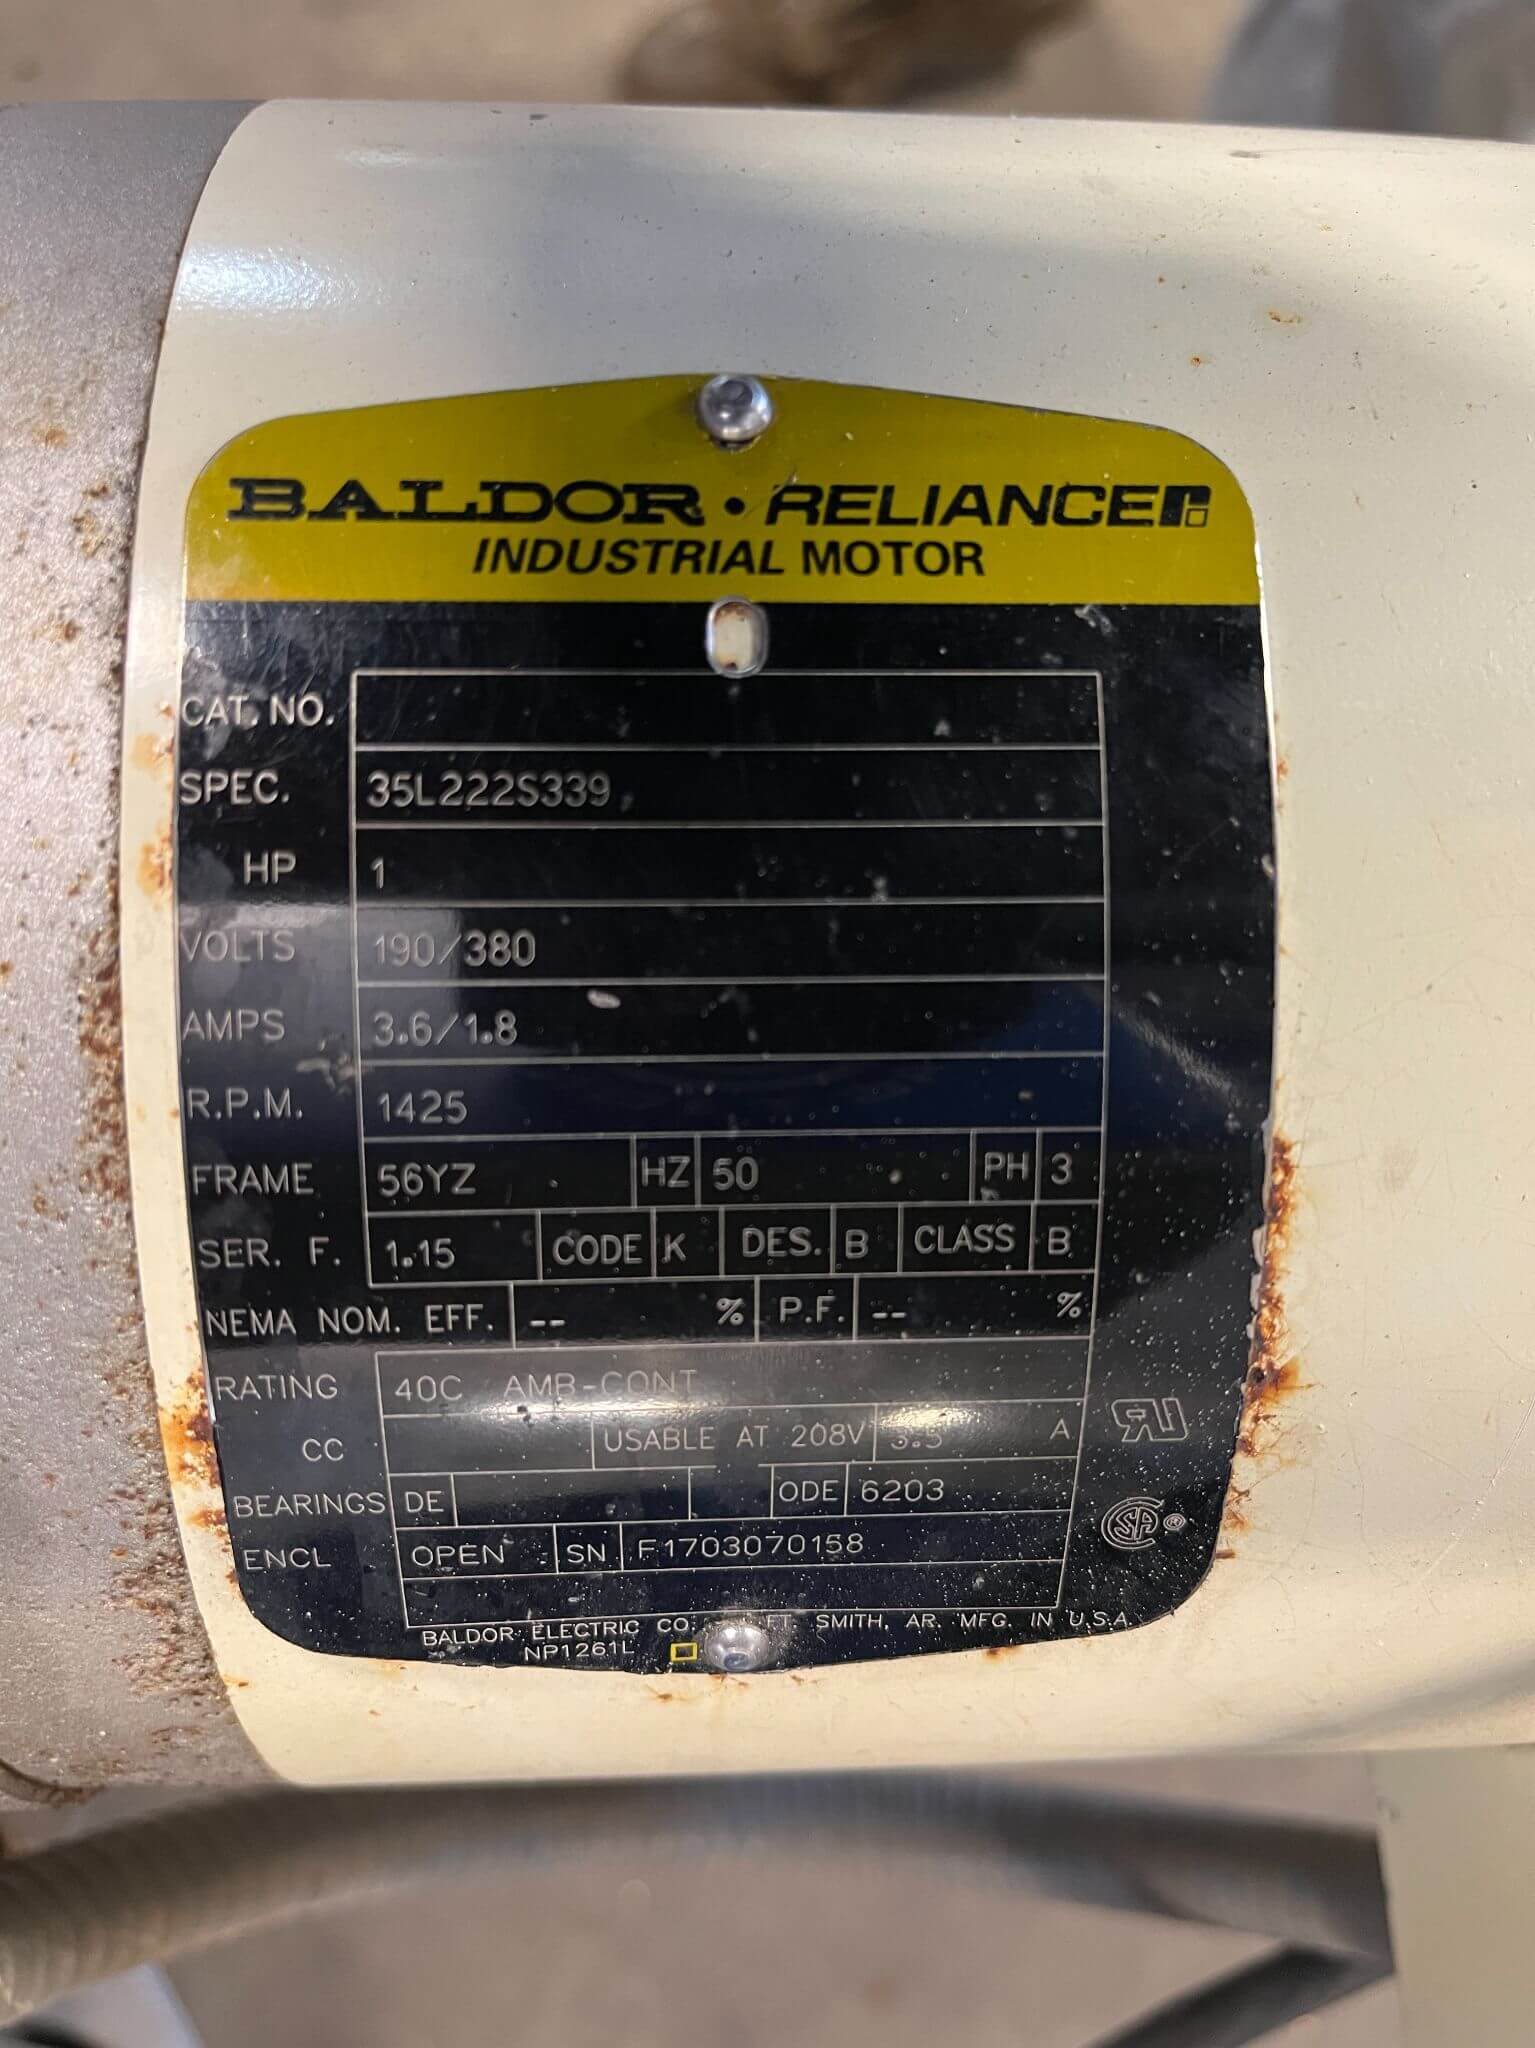 BALDOR • RELIANCE
INDUSTRIAL MOTOR
CAT. NO.
SPEC. 35L222S339
HP 1
VOLTS 190/380
AMPS 3.6/1.8
R.P.M. 1425
FRAME 56YZ HZ 50 PH 3
SER. F. 1.15 CODE K DES. B CLASS B
NEMA NOM. EFF. -- % P.F. -- %
RATING 40C AMB-CONT
CC USABLE AT 208V A
BEARINGS DE ODE 6203
ENCL OPEN SN F1703070158
BALDOR ELECTRIC CO. FT. SMITH, AR. MFG. IN U.S.A.
NP1261L